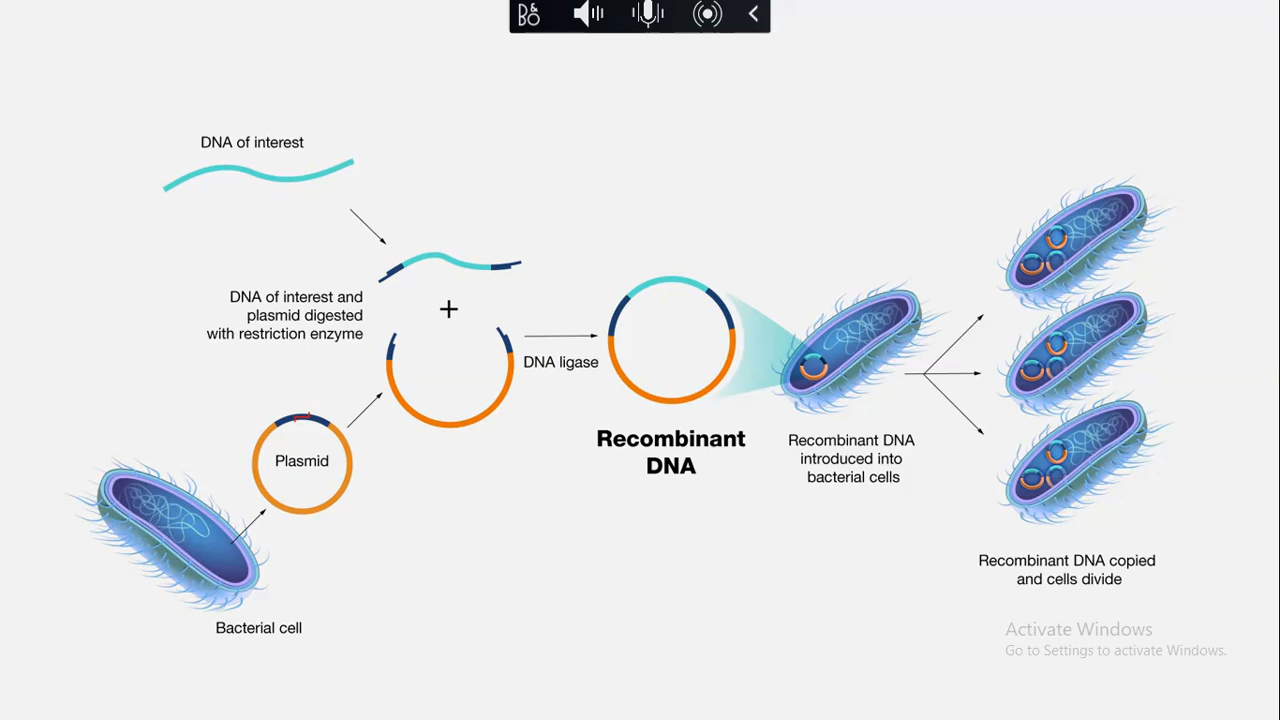 B&O
DNA of interest
DNA of interest and
plasmid digested
with restriction enzyme
DNA ligase
Plasmid
Bacterial cell
Recombinant
DNA
Recombinant DNA
introduced into
bacterial cells
Recombinant DNA copied
and cells divide
Activate Windows
Go to Settings to activate Windows.